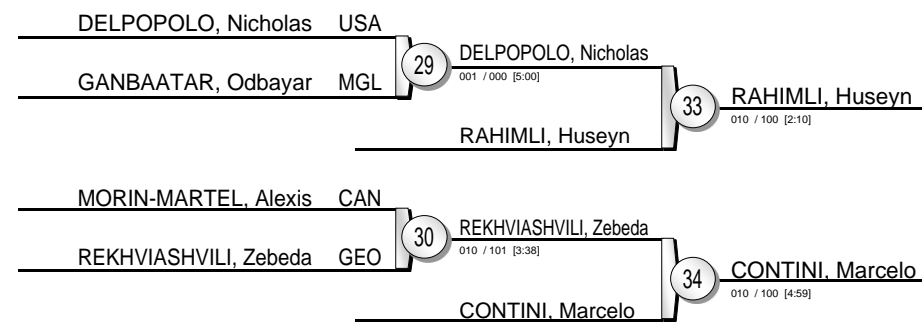 DELPOPOLO, Nicholas USA
29
DELPOPOLO, Nicholas
001 / 000 [5:00]
GANBAATAR, Odbayar MGL
33
RAHIMLI, Huseyn
010 / 100 [2:10]
RAHIMLI, Huseyn
MORIN-MARTEL, Alexis CAN
30
REKHVIASHVILI, Zebeda
010 / 101 [3:38]
REKHVIASHVILI, Zebeda GEO
34
CONTINI, Marcelo
010 / 100 [4:59]
CONTINI, Marcelo